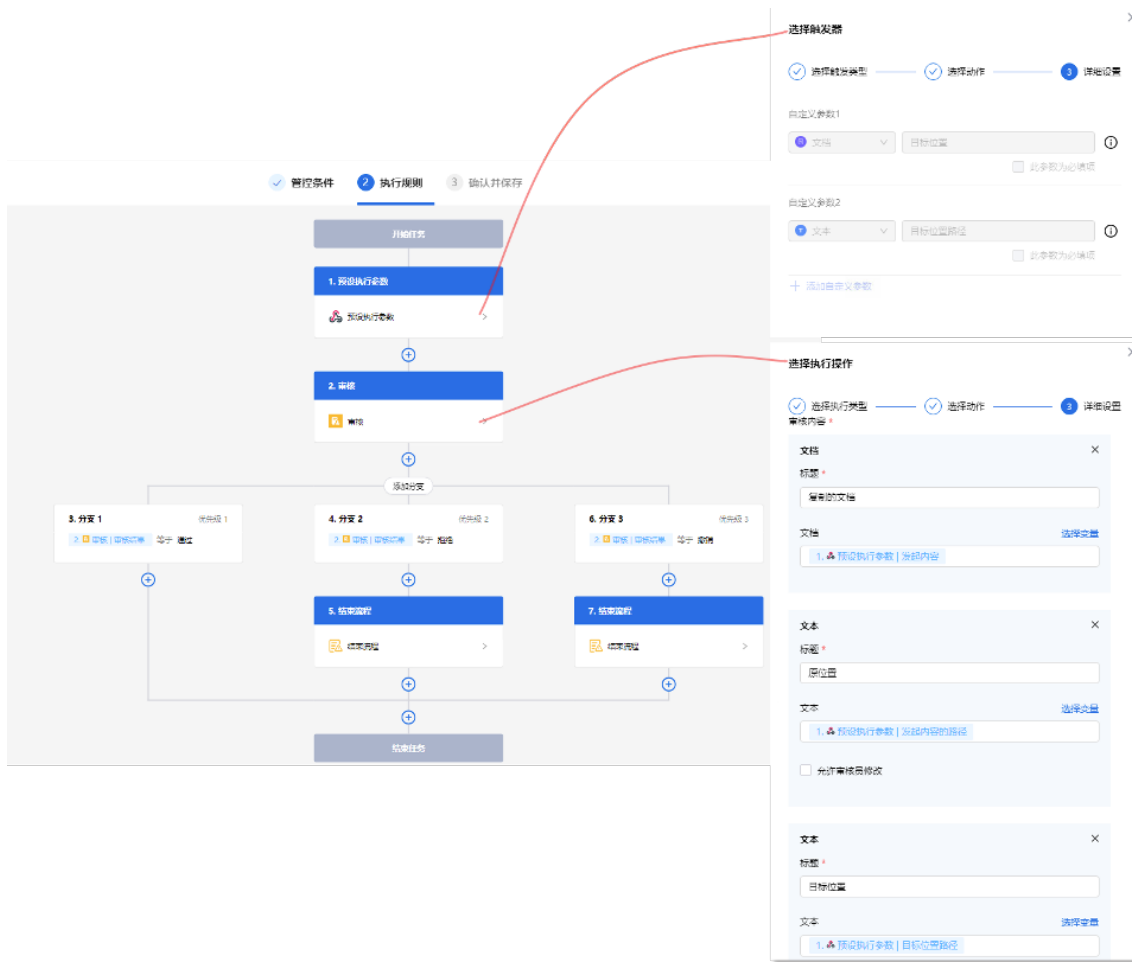 管控条件
2 执行规则
3 确认并保存
开始任务
1. 预设执行参数
预设执行参数
2. 审核
审核
添加分支
3. 分支 1 优先级 1
2. 审核 | 审核结果 等于 通过
4. 分支 2 优先级 2
2. 审核 | 审核结果 等于 拒绝
6. 分支 3 优先级 3
2. 审核 | 审核结果 等于 撤销
5. 结束流程
结束流程
7. 结束流程
结束流程
结束任务
选择触发器
选择触发类型
选择动作
3 详细设置
自定义参数1
文档 目标位置
此参数为必填项
自定义参数2
文本 目标位置路径
此参数为必填项
添加自定义参数
选择执行操作
选择执行类型
选择动作
3 详细设置
审核内容 *
文档
标题 *
复制的文档
文档 选择变量
1. 预设执行参数 | 发起内容
文本
标题 *
原位置
文本 选择变量
1. 预设执行参数 | 发起内容的路径
允许审核员修改
文本
标题 *
目标位置
文本 选择变量
1. 预设执行参数 | 目标位置路径